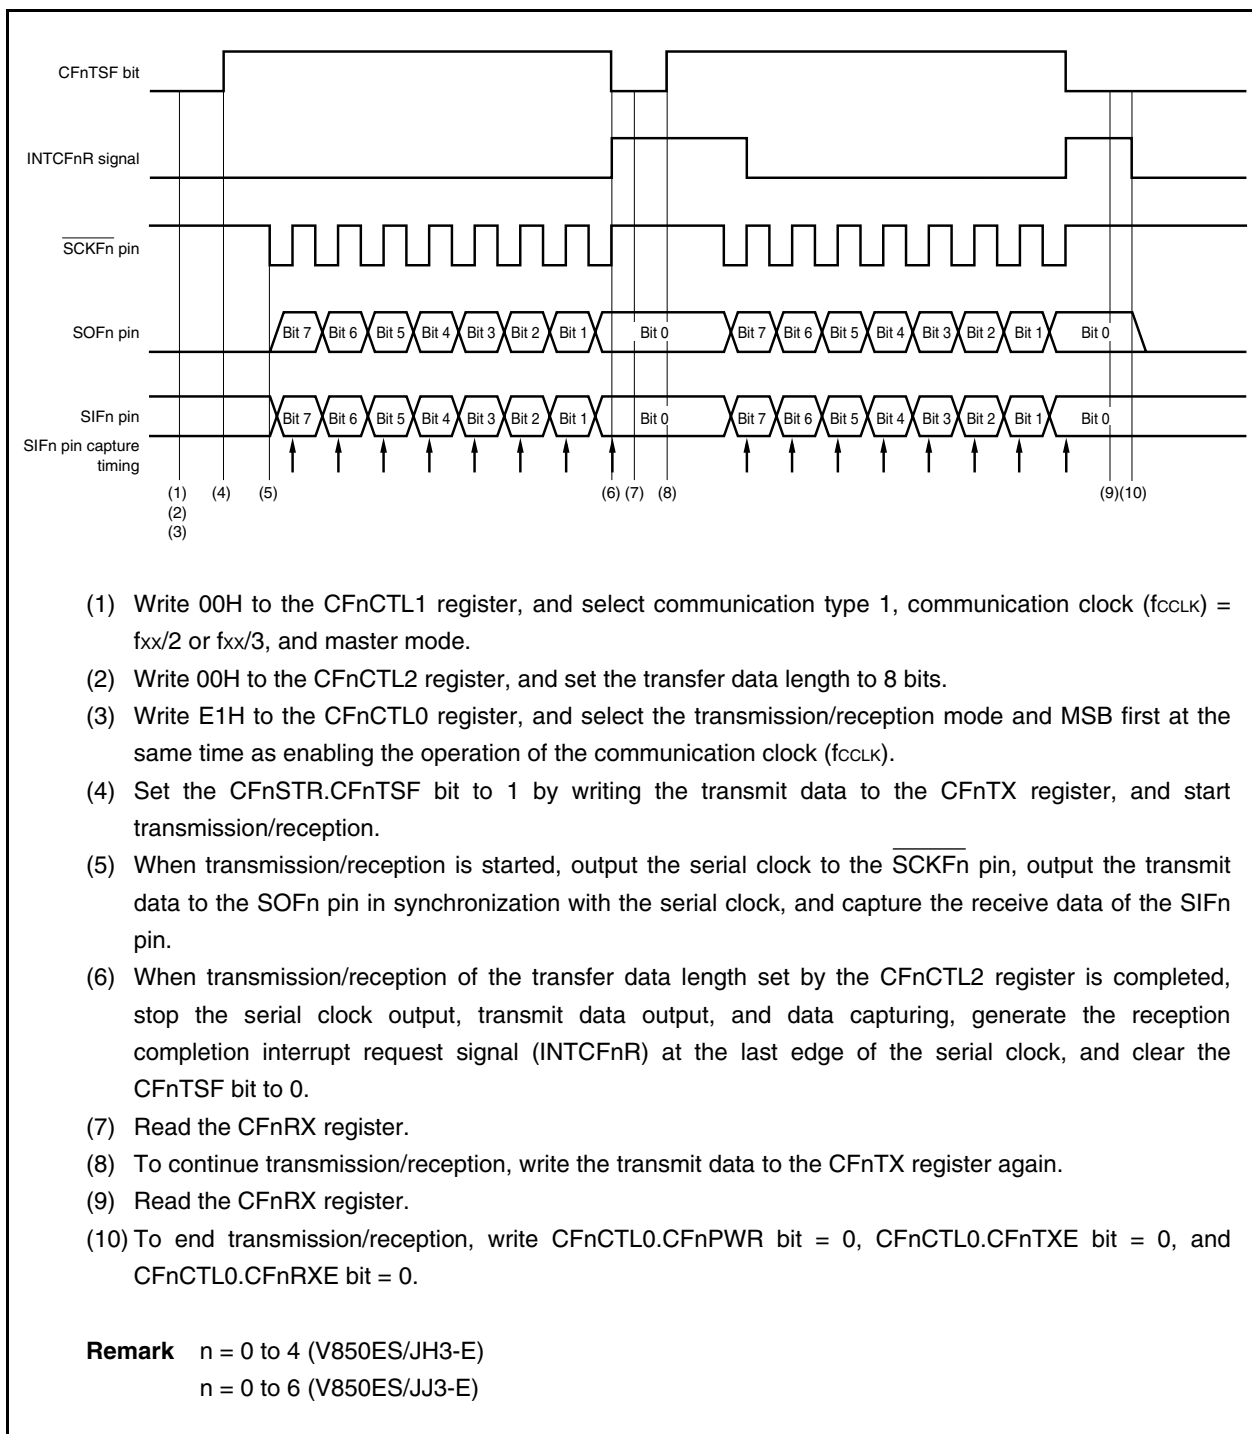 CFnTSF bit
INTCFnR signal
SCKFn pin
SOFn pin Bit 7 Bit 6 Bit 5 Bit 4 Bit 3 Bit 2 Bit 1 Bit 0 Bit 7 Bit 6 Bit 5 Bit 4 Bit 3 Bit 2 Bit 1 Bit 0
SIFn pin Bit 7 Bit 6 Bit 5 Bit 4 Bit 3 Bit 2 Bit 1 Bit 0 Bit 7 Bit 6 Bit 5 Bit 4 Bit 3 Bit 2 Bit 1 Bit 0
SIFn pin capture
timing
(1) (4) (5) (6) (7) (8) (9) (10)
(2)
(3)
(1) Write 00H to the CFnCTL1 register, and select communication type 1, communication clock (fCCLK) =
fXX/2 or fXX/3, and master mode.
(2) Write 00H to the CFnCTL2 register, and set the transfer data length to 8 bits.
(3) Write E1H to the CFnCTL0 register, and select the transmission/reception mode and MSB first at the
same time as enabling the operation of the communication clock (fCCLK).
(4) Set the CFnSTR.CFnTSF bit to 1 by writing the transmit data to the CFnTX register, and start
transmission/reception.
(5) When transmission/reception is started, output the serial clock to the SCKFn pin, output the transmit
data to the SOFn pin in synchronization with the serial clock, and capture the receive data of the SIFn
pin.
(6) When transmission/reception of the transfer data length set by the CFnCTL2 register is completed,
stop the serial clock output, transmit data output, and data capturing, generate the reception
completion interrupt request signal (INTCFnR) at the last edge of the serial clock, and clear the
CFnTSF bit to 0.
(7) Read the CFnRX register.
(8) To continue transmission/reception, write the transmit data to the CFnTX register again.
(9) Read the CFnRX register.
(10) To end transmission/reception, write CFnCTL0.CFnPWR bit = 0, CFnCTL0.CFnTXE bit = 0, and
CFnCTL0.CFnRXE bit = 0.
Remark n = 0 to 4 (V850ES/JH3-E)
n = 0 to 6 (V850ES/JJ3-E)